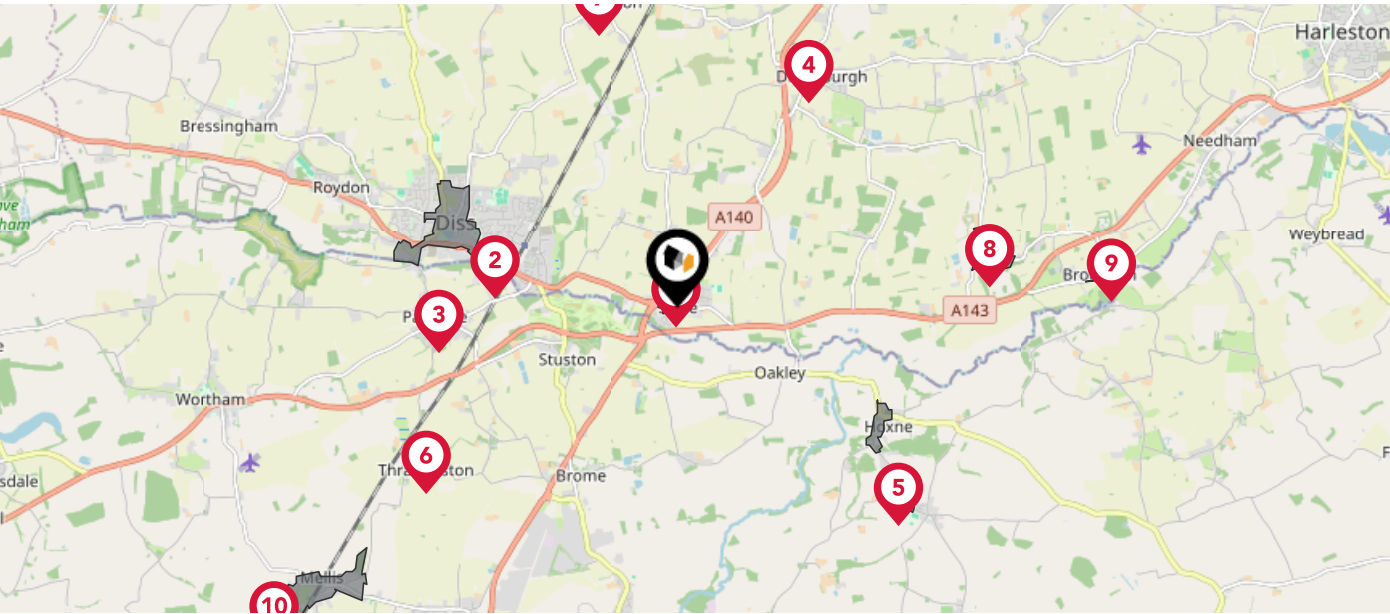 Harleston
4
Bressingham
Needham
Roydon
A140
Diss
Weybread
8
2
9
A143
3
Stuston
Oakley
Wortham
Hoxne
6
Brome
5
sdale
Mellis
10